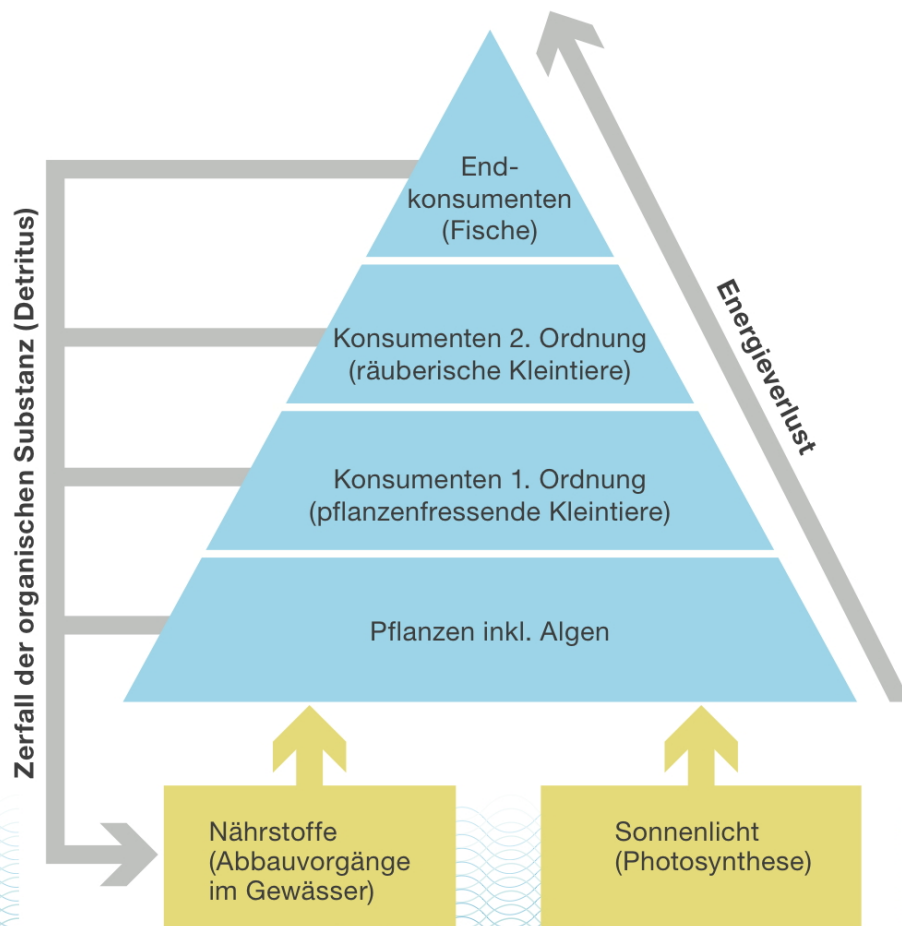 End-
konsumenten
(Fische)
Konsumenten 2. Ordnung
(räuberische Kleintiere)
Konsumenten 1. Ordnung
(pflanzenfressende Kleintiere)
Pflanzen inkl. Algen
Zerfall der organischen Substanz (Detritus)
Energieverlust
Nährstoffe
(Abbauvorgänge
im Gewässer)
Sonnenlicht
(Photosynthese)